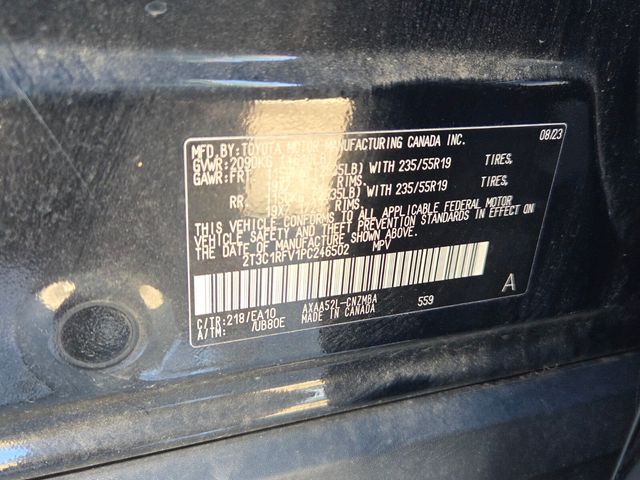 MFD.BY:TOYOTA MOTOR MANUFACTURING CANADA INC. 08/23
GVWR:2090KG
GAWR:FRT 35LB) WITH 235/55R19 TIRES,
RIMS,
RR 35LB) WITH 235/55R19 TIRES,
RIMS,
THIS VEHICLE CONFORMS TO ALL APPLICABLE FEDERAL MOTOR
VEHICLE SAFETY AND THEFT PREVENTION STANDARDS IN EFFECT ON
THE DATE OF MANUFACTURE SHOWN ABOVE.
2T3C1RFV1PC246502 MPV
A
C/TR:218/EA10 AXAA52L-CNZMBA 559
A/TM: /UB80E MADE IN CANADA